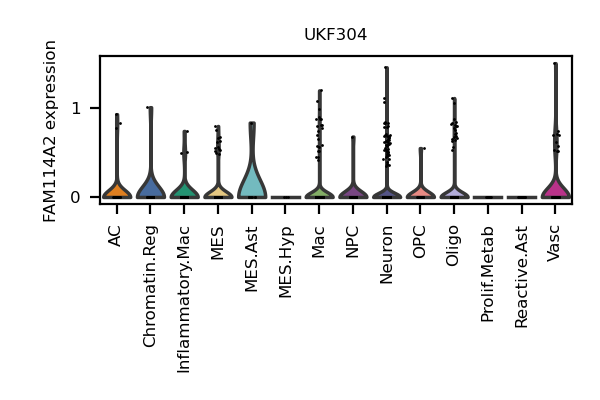 UKF304
FAM114A2 expression
1
0
AC
Chromatin.Reg
Inflammatory.Mac
MES
MES.Ast
MES.Hyp
Mac
NPC
Neuron
OPC
Oligo
Prolif.Metab
Reactive.Ast
Vasc